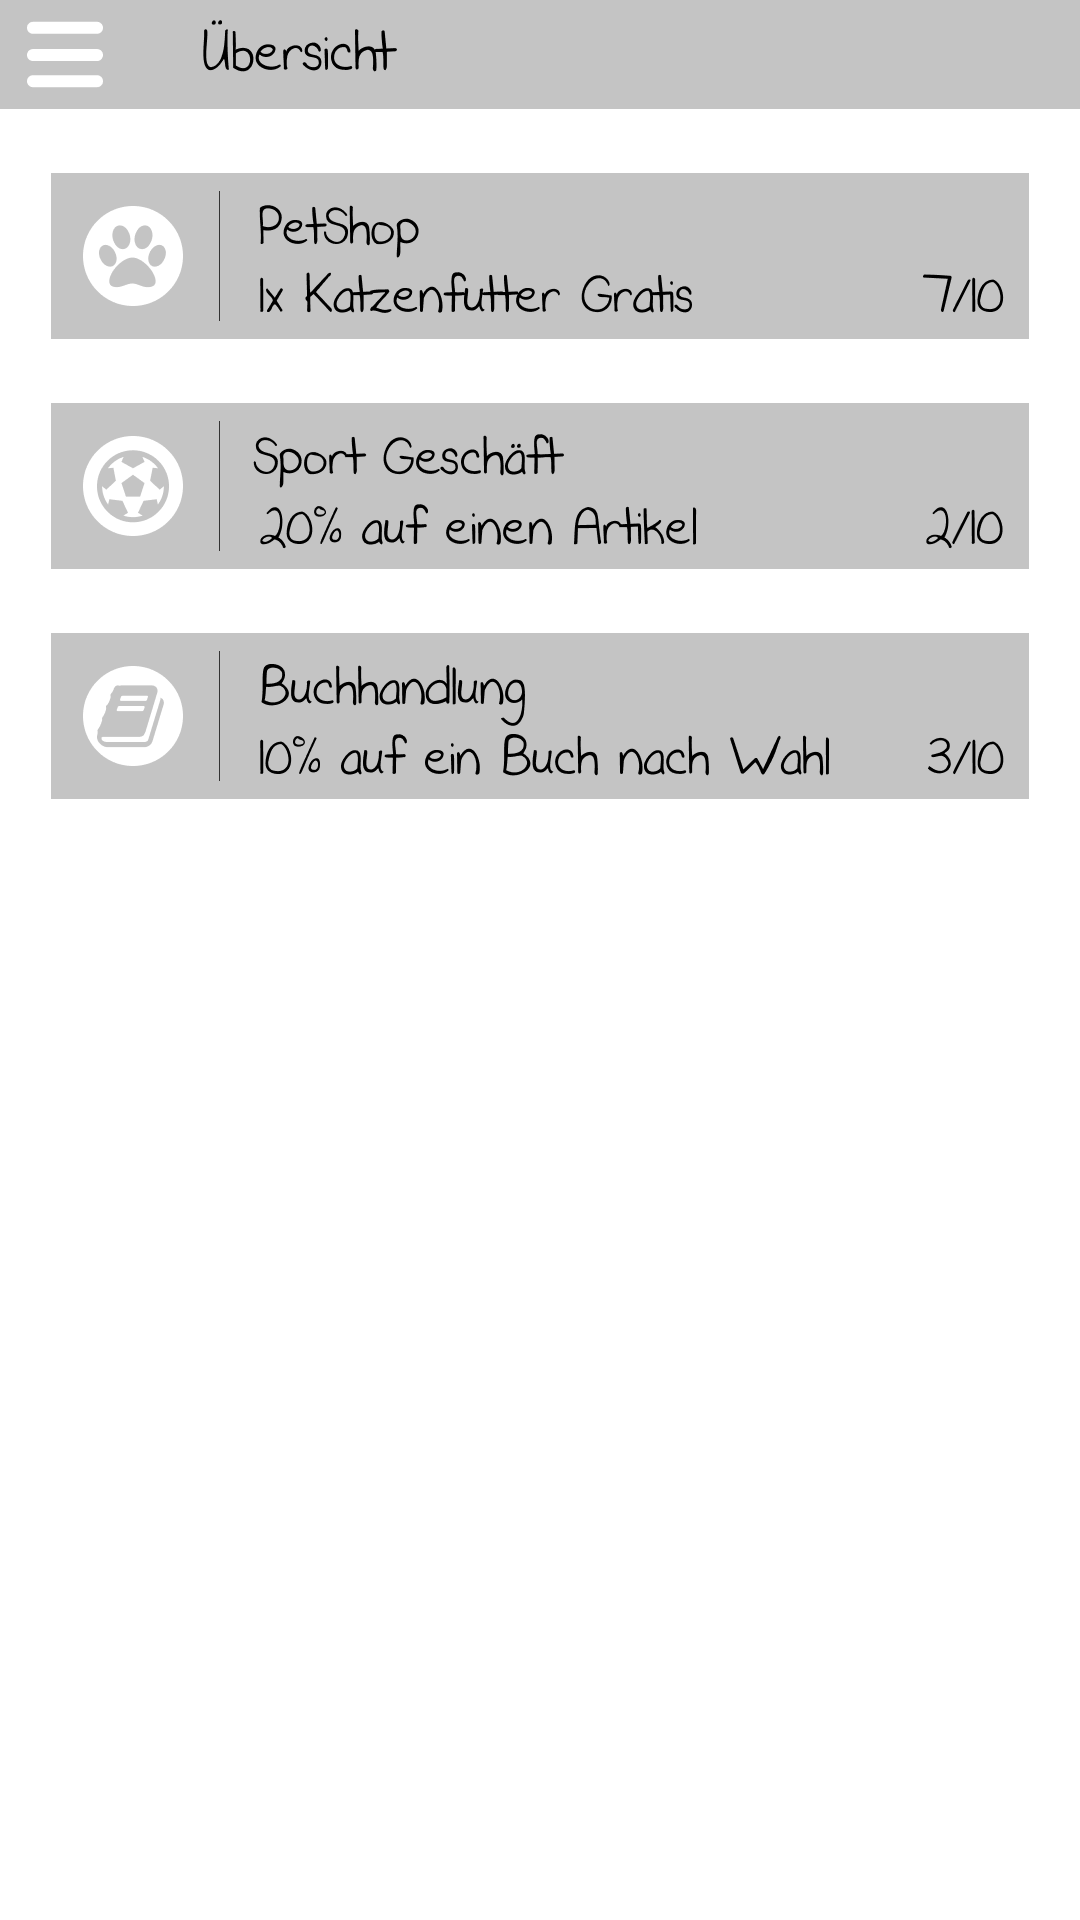 Übersicht
PetShop
1x Katzenfutter Gratis 7/10
Sport Geschäft
20% auf einen Artikel 2/10
Buchhandlung
10% auf ein Buch nach Wahl 3/10